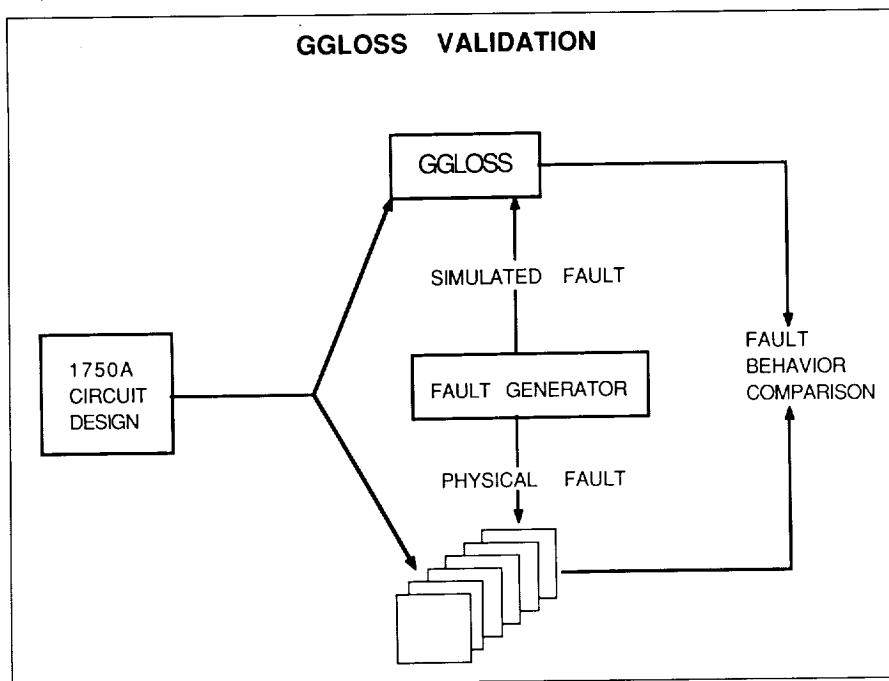 GGLOSS VALIDATION
GGLOSS
SIMULATED FAULT
1750A
CIRCUIT
DESIGN
FAULT GENERATOR
FAULT
BEHAVIOR
COMPARISON
PHYSICAL FAULT